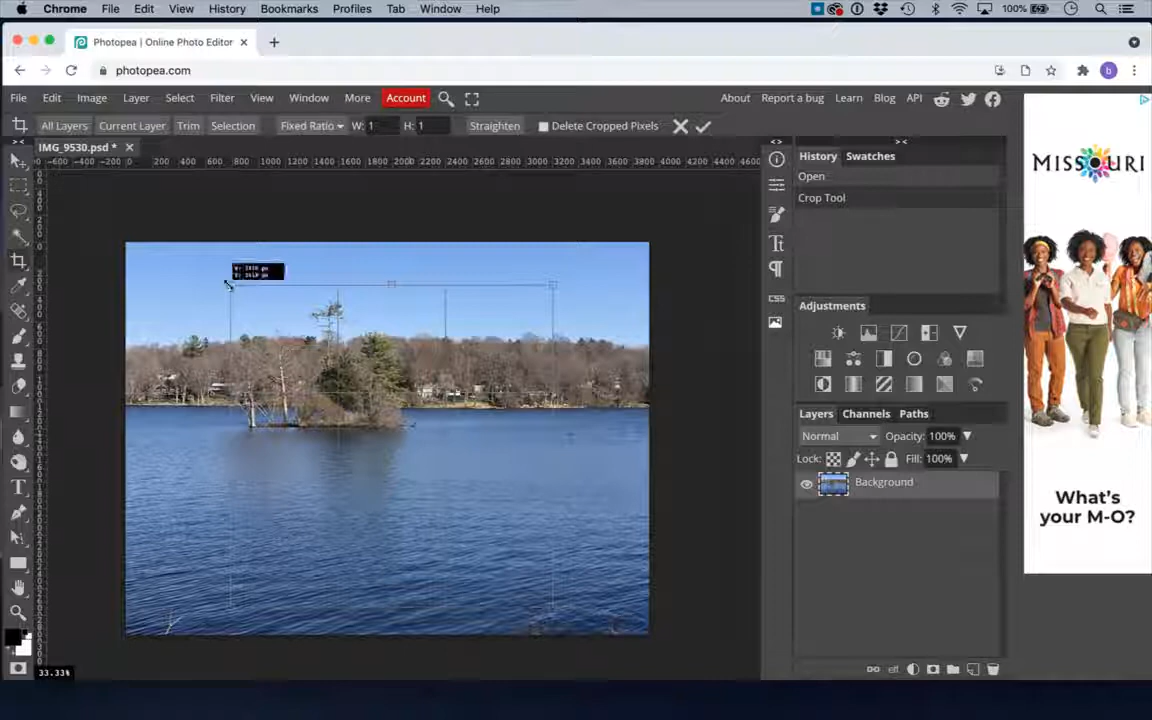 Chrome File Edit View History Bookmarks Profiles Tab Window Help 100%
Photopea | Online Photo Editor
photopea.com b
File Edit Image Layer Select Filter View Window More Account About Report a bug Learn Blog API
All Layers Current Layer Trim Selection Fixed Ratio W: 1 H: 1 Straighten Delete Cropped Pixels
IMG_9530.psd *
-600 -400 -200 0 200 400 600 800 1000 1200 1400 1600 1800 2000 2200 2400 2600 2800 3000 3200 3400 3600 3800 4000 4200 4400 4600
History Swatches
Open
Crop Tool
CSS
Adjustments
Layers Channels Paths
Normal Opacity: 100%
Lock: Fill: 100%
Background
33.33%
MISSOURI
What's
your M-O?